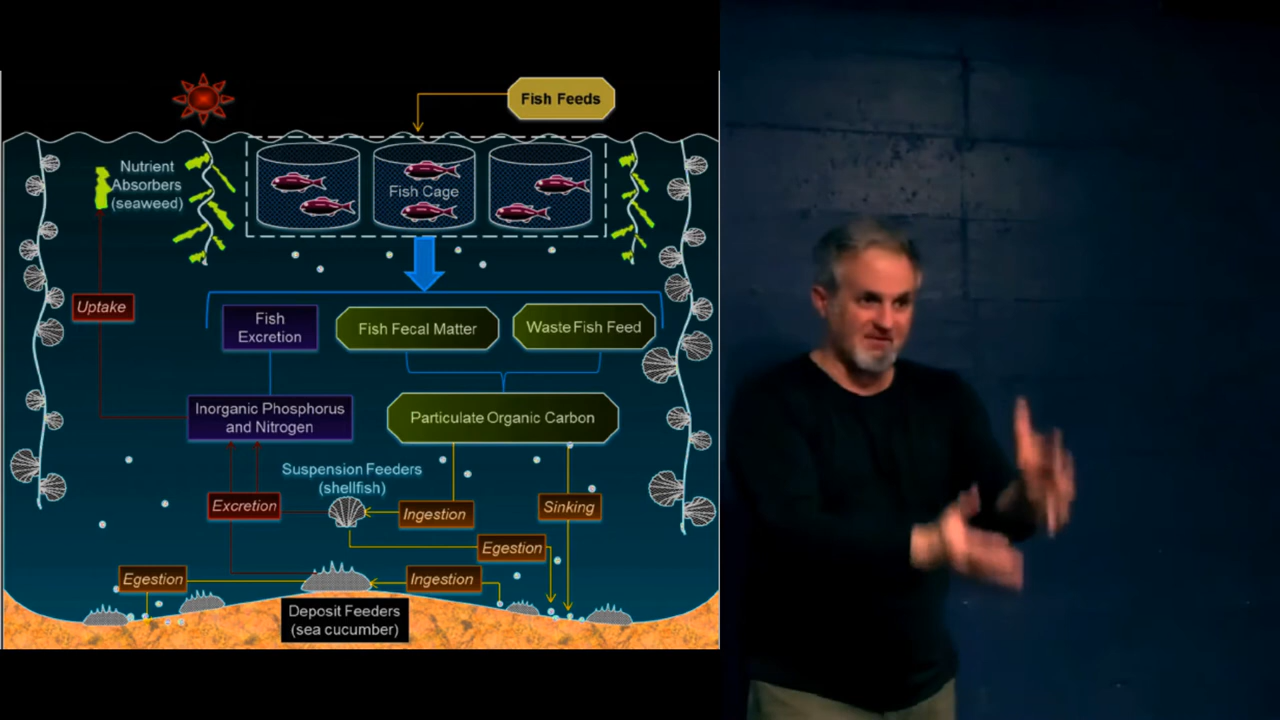 Fish Feeds
Nutrient
Absorbers
(seaweed)
Fish Cage
Uptake
Fish
Excretion
Fish Fecal Matter
Waste Fish Feed
Inorganic Phosphorus
and Nitrogen
Particulate Organic Carbon
Suspension Feeders
(shellfish)
Excretion
Ingestion
Sinking
Egestion
Egestion
Ingestion
Deposit Feeders
(sea cucumber)